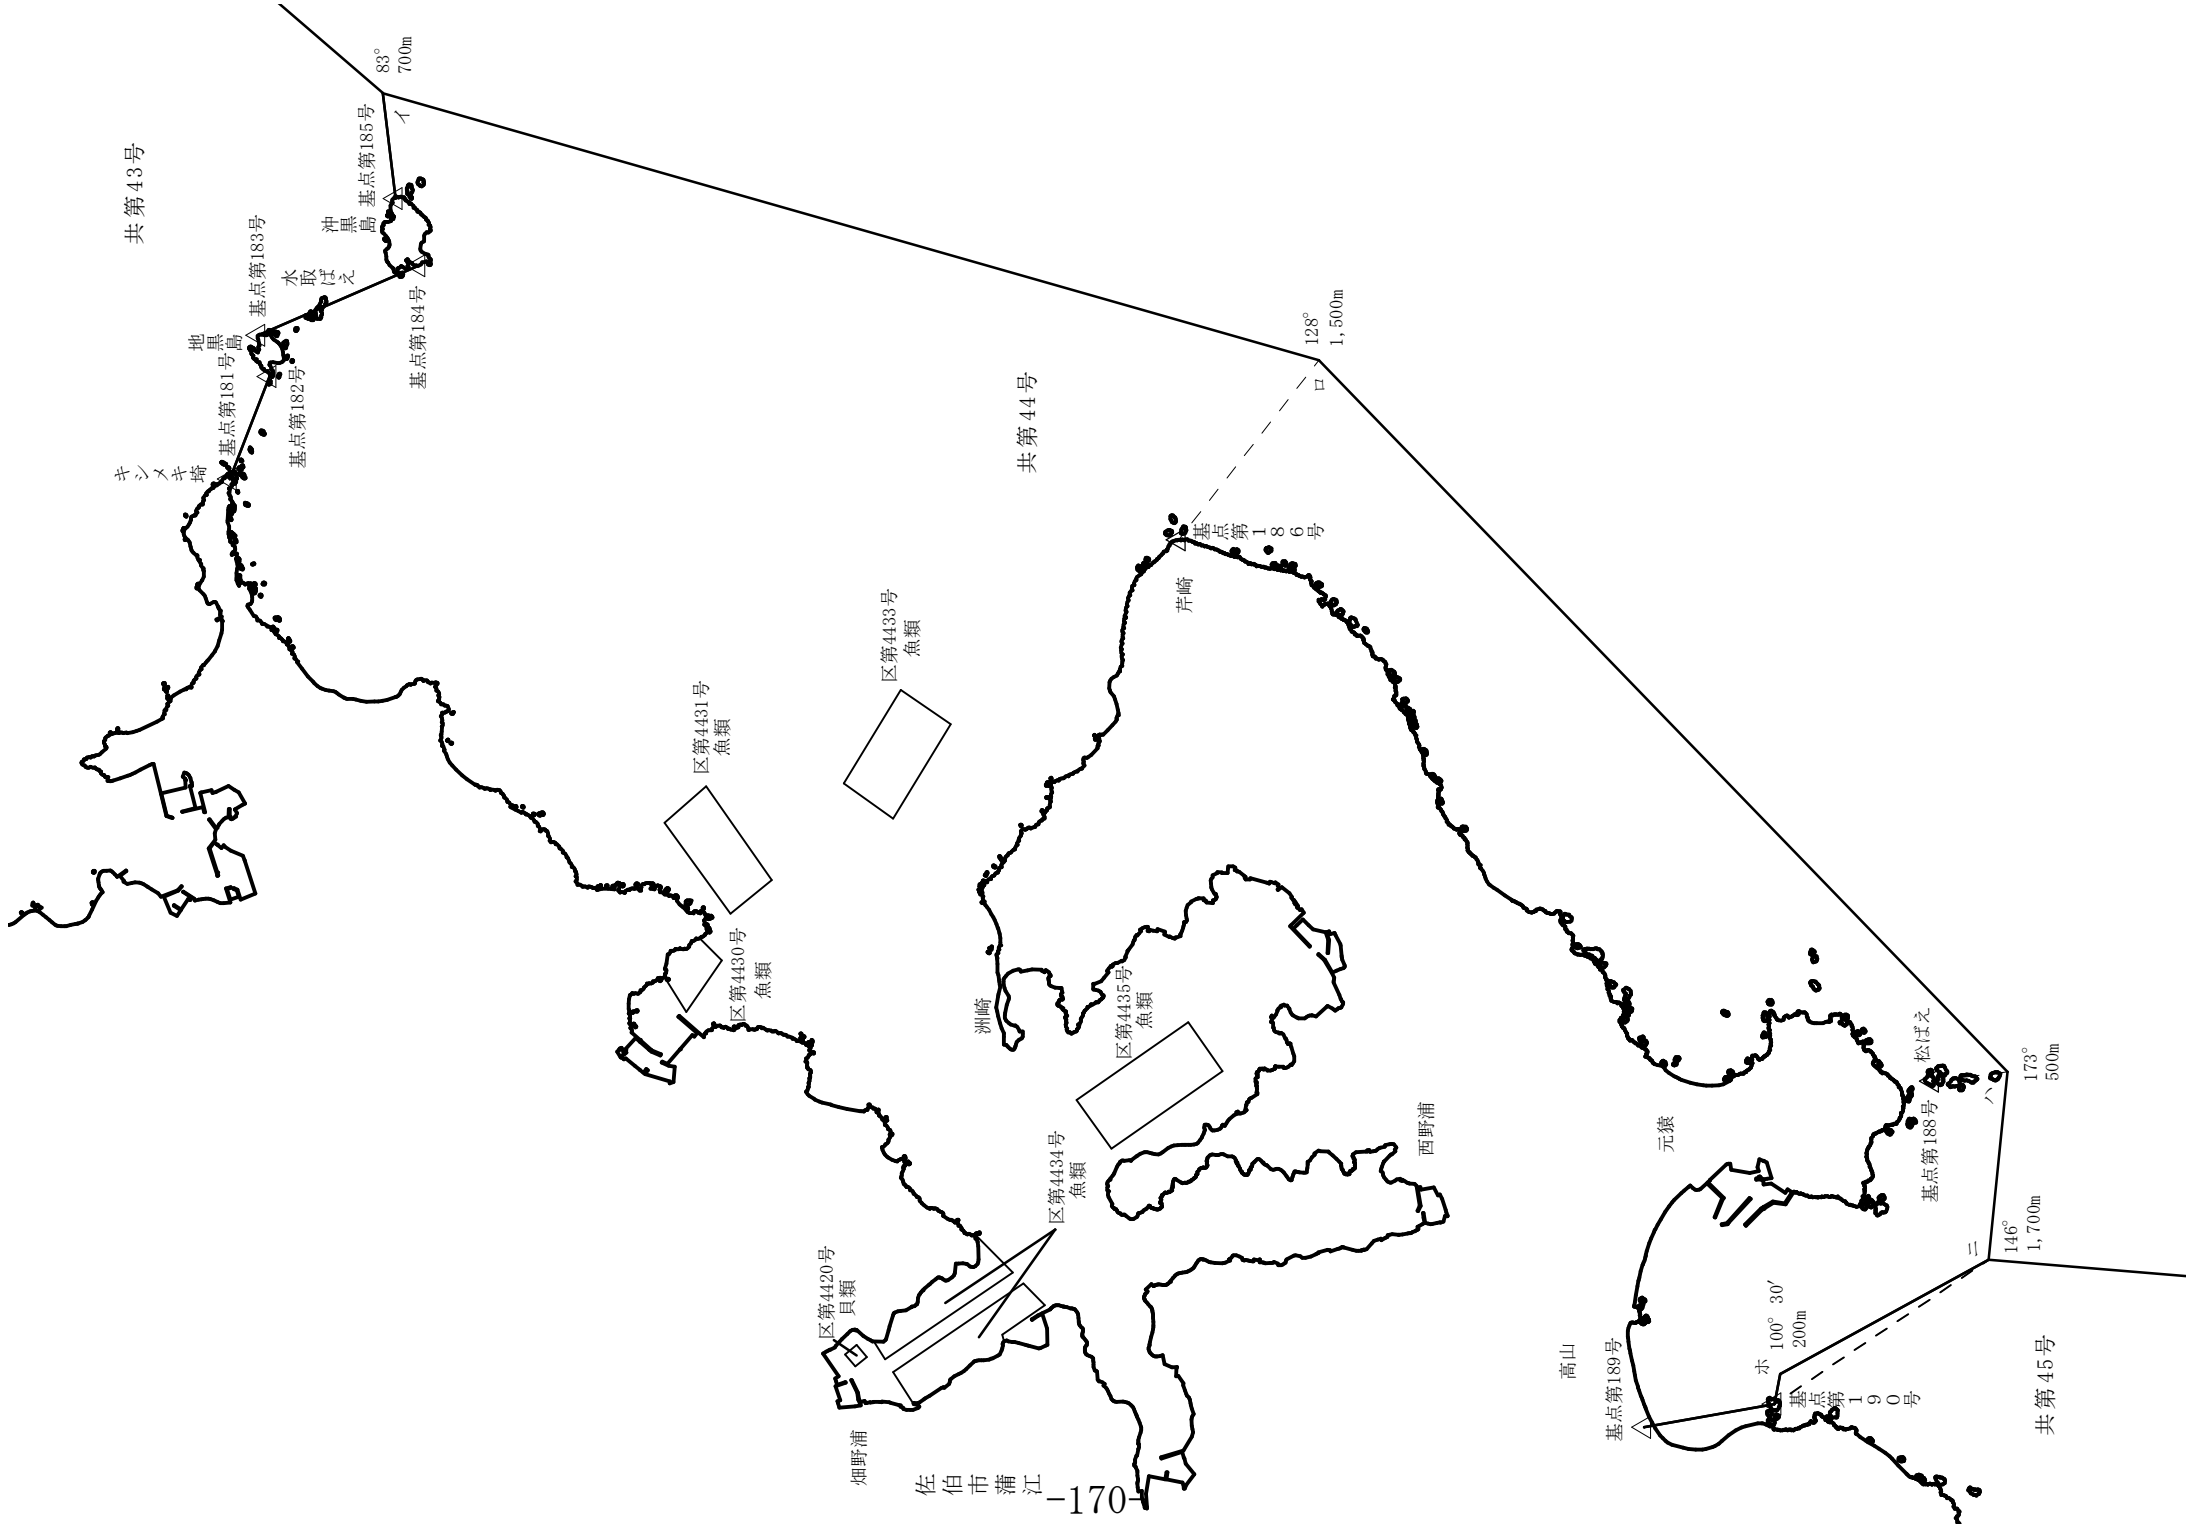 83°
700m
イ
基点第185号
沖黒島
共第43号
基点第183号
水取ばえ
基点第184号
地黒島
基点第181号
基点第182号
キシメキ埼
128°
1,500m
ロ
共第44号
基点第186号
芹崎
区第4433号
魚類
区第4431号
魚類
区第4430号
魚類
洲崎
区第4435号
魚類
区第4434号
魚類
西野浦
区第4420号
貝類
畑野浦
佐伯市蒲江
元猿
松ばえ
基点第188号
ハ
173°
500m
ニ
146°
1,700m
ホ
100° 30′
200m
高山
基点第189号
基点第190号
共第45号
-170-